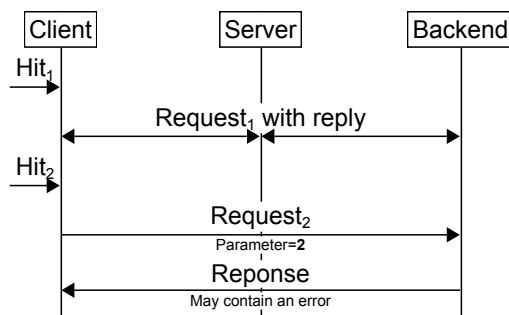 Client Server Backend
Hit₁
Request₁ with reply
Hit₂
Request₂
Parameter=2
Reponse
May contain an error